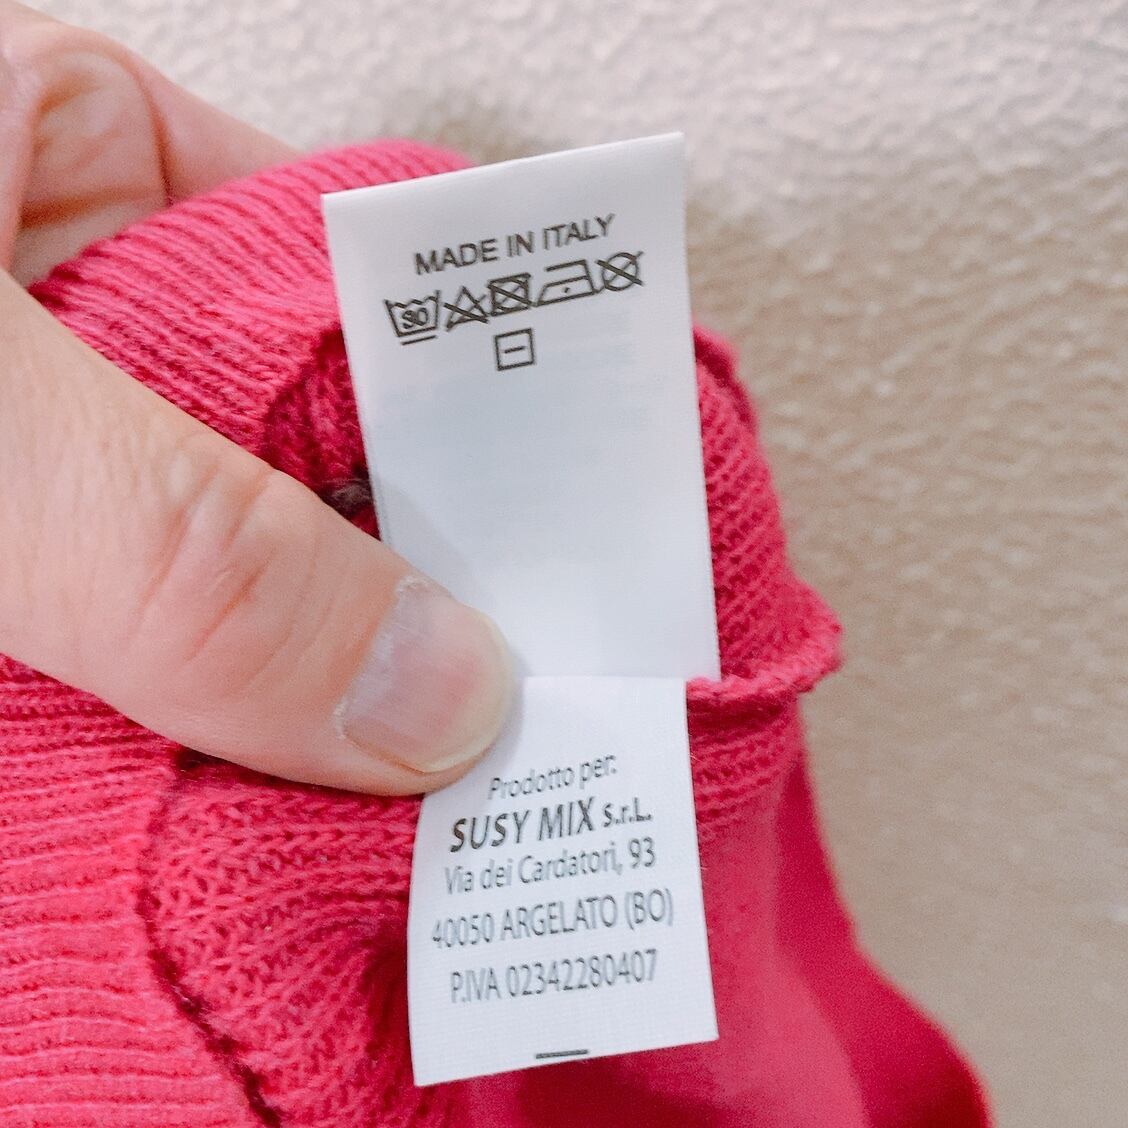 MADE IN ITALY
30
Prodotto per:
SUSY MIX s.r.L.
Via dei Cardatori, 93
40050 ARGELATO (BO)
P.IVA 02342280407